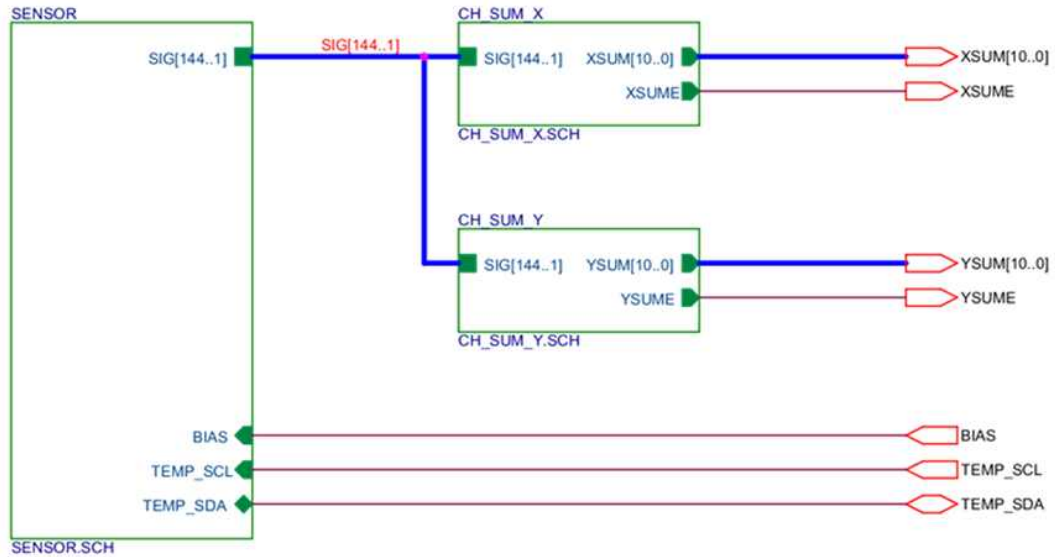 SENSOR
CH_SUM_X
SIG[144..1]
SIG[144..1]
SIG[144..1]
XSUM[10..0]
XSUM[10..0]
XSUME
XSUME
CH_SUM_X.SCH
CH_SUM_Y
SIG[144..1]
YSUM[10..0]
YSUM[10..0]
YSUME
YSUME
CH_SUM_Y.SCH
BIAS
BIAS
TEMP_SCL
TEMP_SCL
TEMP_SDA
TEMP_SDA
SENSOR.SCH